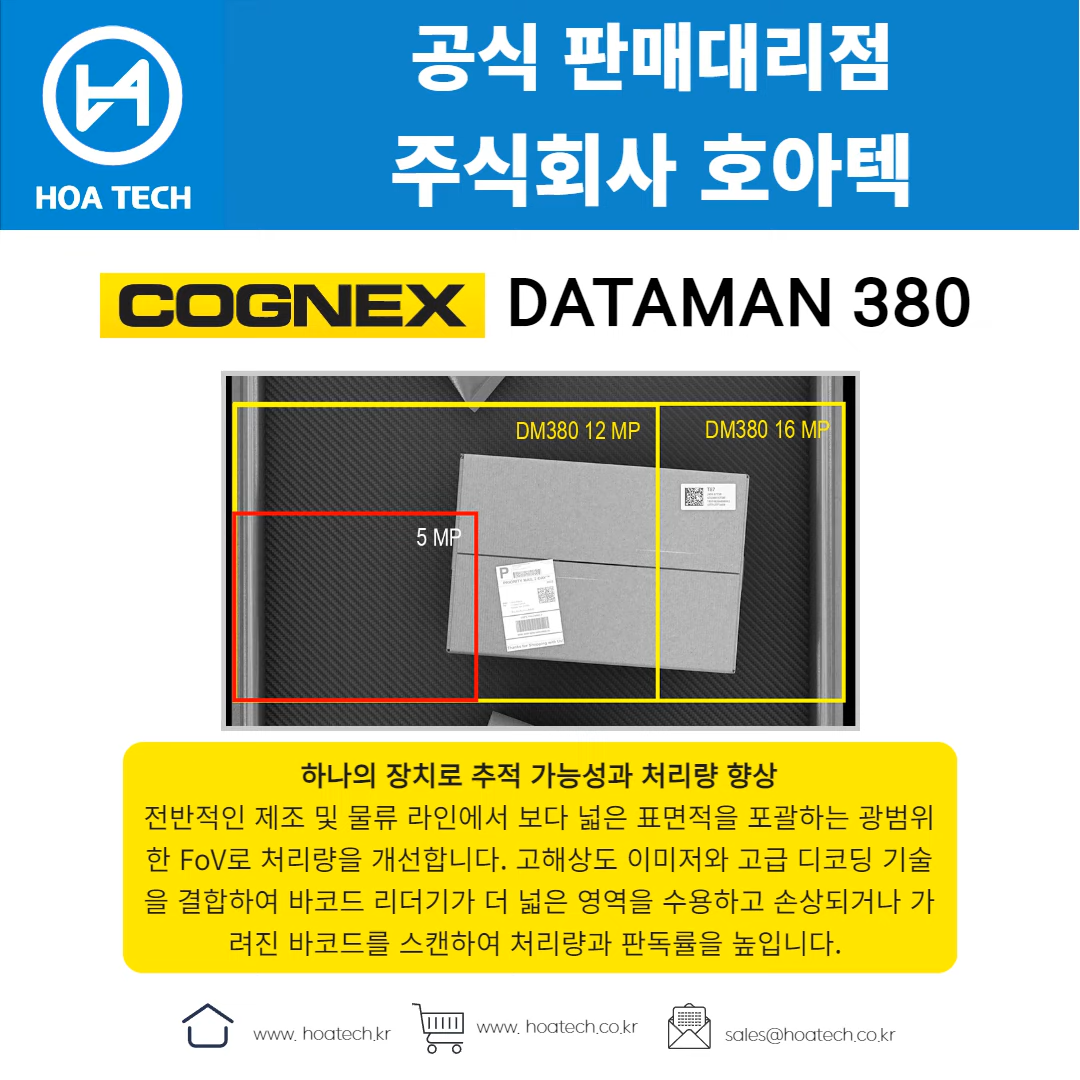 공식 판매대리점
주식회사 호아텍
HOA TECH
COGNEX DATAMAN 380
DM380 12 MP
DM380 16 MP
5 MP
P
하나의 장치로 추적 가능성과 처리량 향상
전반적인 제조 및 물류 라인에서 보다 넓은 표면적을 포괄하는 광범위
한 FoV로 처리량을 개선합니다. 고해상도 이미저와 고급 디코딩 기술
을 결합하여 바코드 리더기가 더 넓은 영역을 수용하고 손상되거나 가
려진 바코드를 스캔하여 처리량과 판독률을 높입니다.
www. hoatech.kr
www. hoatech.co.kr
sales@hoatech.co.kr